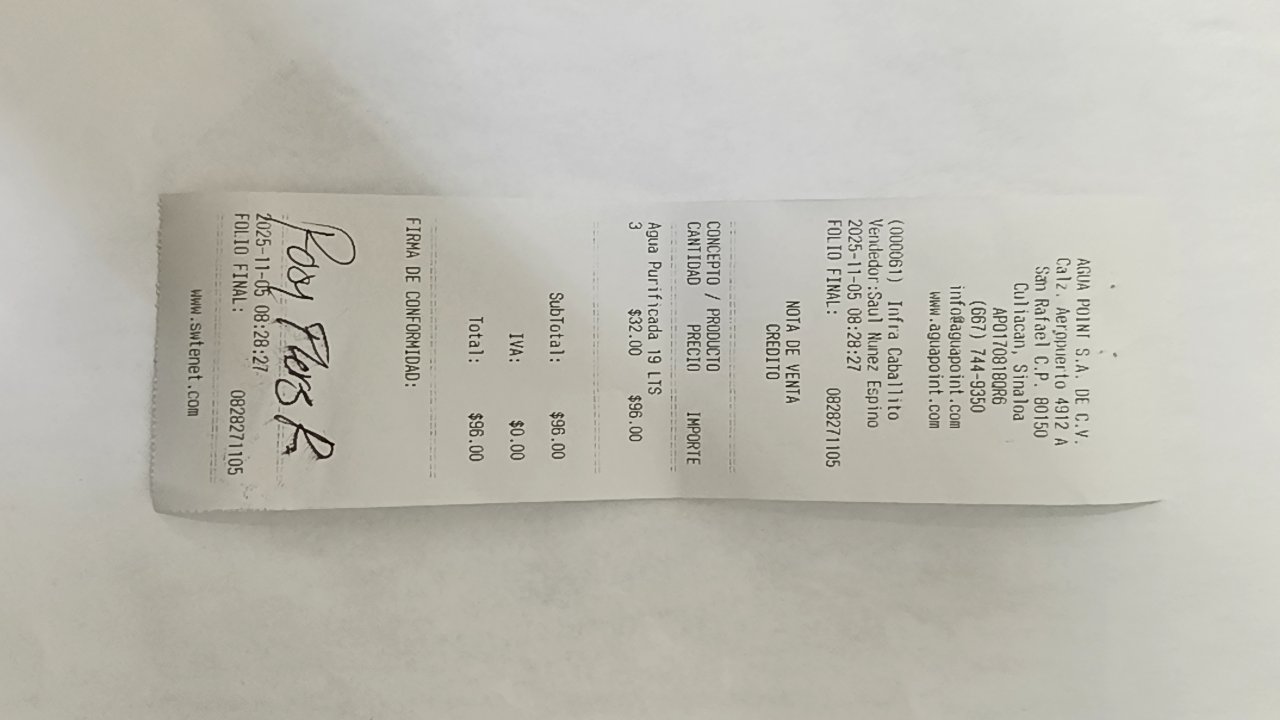 AGUA POINT S.A. DE C.V.
Calz. Aeropuerto 4912 A
San Rafael C.P. 80150
Culiacan, Sinaloa
APO170818QR6
(667) 744-9350
info@aguapoint.com
www.aguapoint.com
(000061) Infra Caballito
Vendedor:Saul Nunez Espino
2025-11-05 08:28:27
FOLIO FINAL: 0828271105
NOTA DE VENTA
CREDITO
CONCEPTO / PRODUCTO
CANTIDAD PRECIO IMPORTE
Agua Purificada 19 LTS
3 $32.00 $96.00
SubTotal: $96.00
IVA: $0.00
Total: $96.00
FIRMA DE CONFORMIDAD:
Rosy Flores R.
2025-11-05 08:28:27
FOLIO FINAL: 0828271105
www.swtenet.com